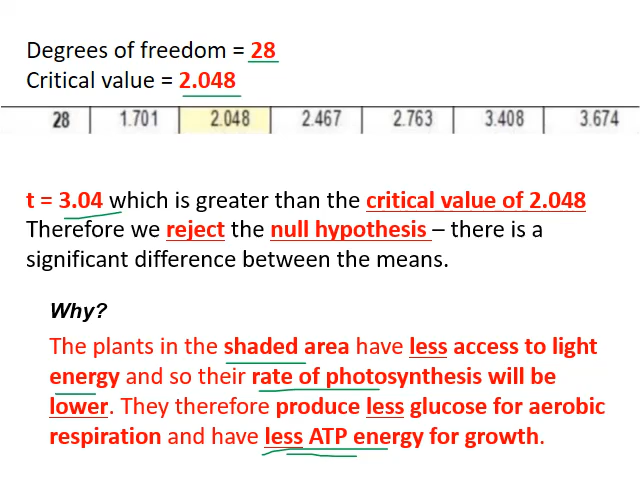 Degrees of freedom = 28
Critical value = 2.048
28 1.701 2.048 2.467 2.763 3.408 3.674
t = 3.04 which is greater than the critical value of 2.048
Therefore we reject the null hypothesis – there is a
significant difference between the means.
Why?
The plants in the shaded area have less access to light
energy and so their rate of photosynthesis will be
lower. They therefore produce less glucose for aerobic
respiration and have less ATP energy for growth.